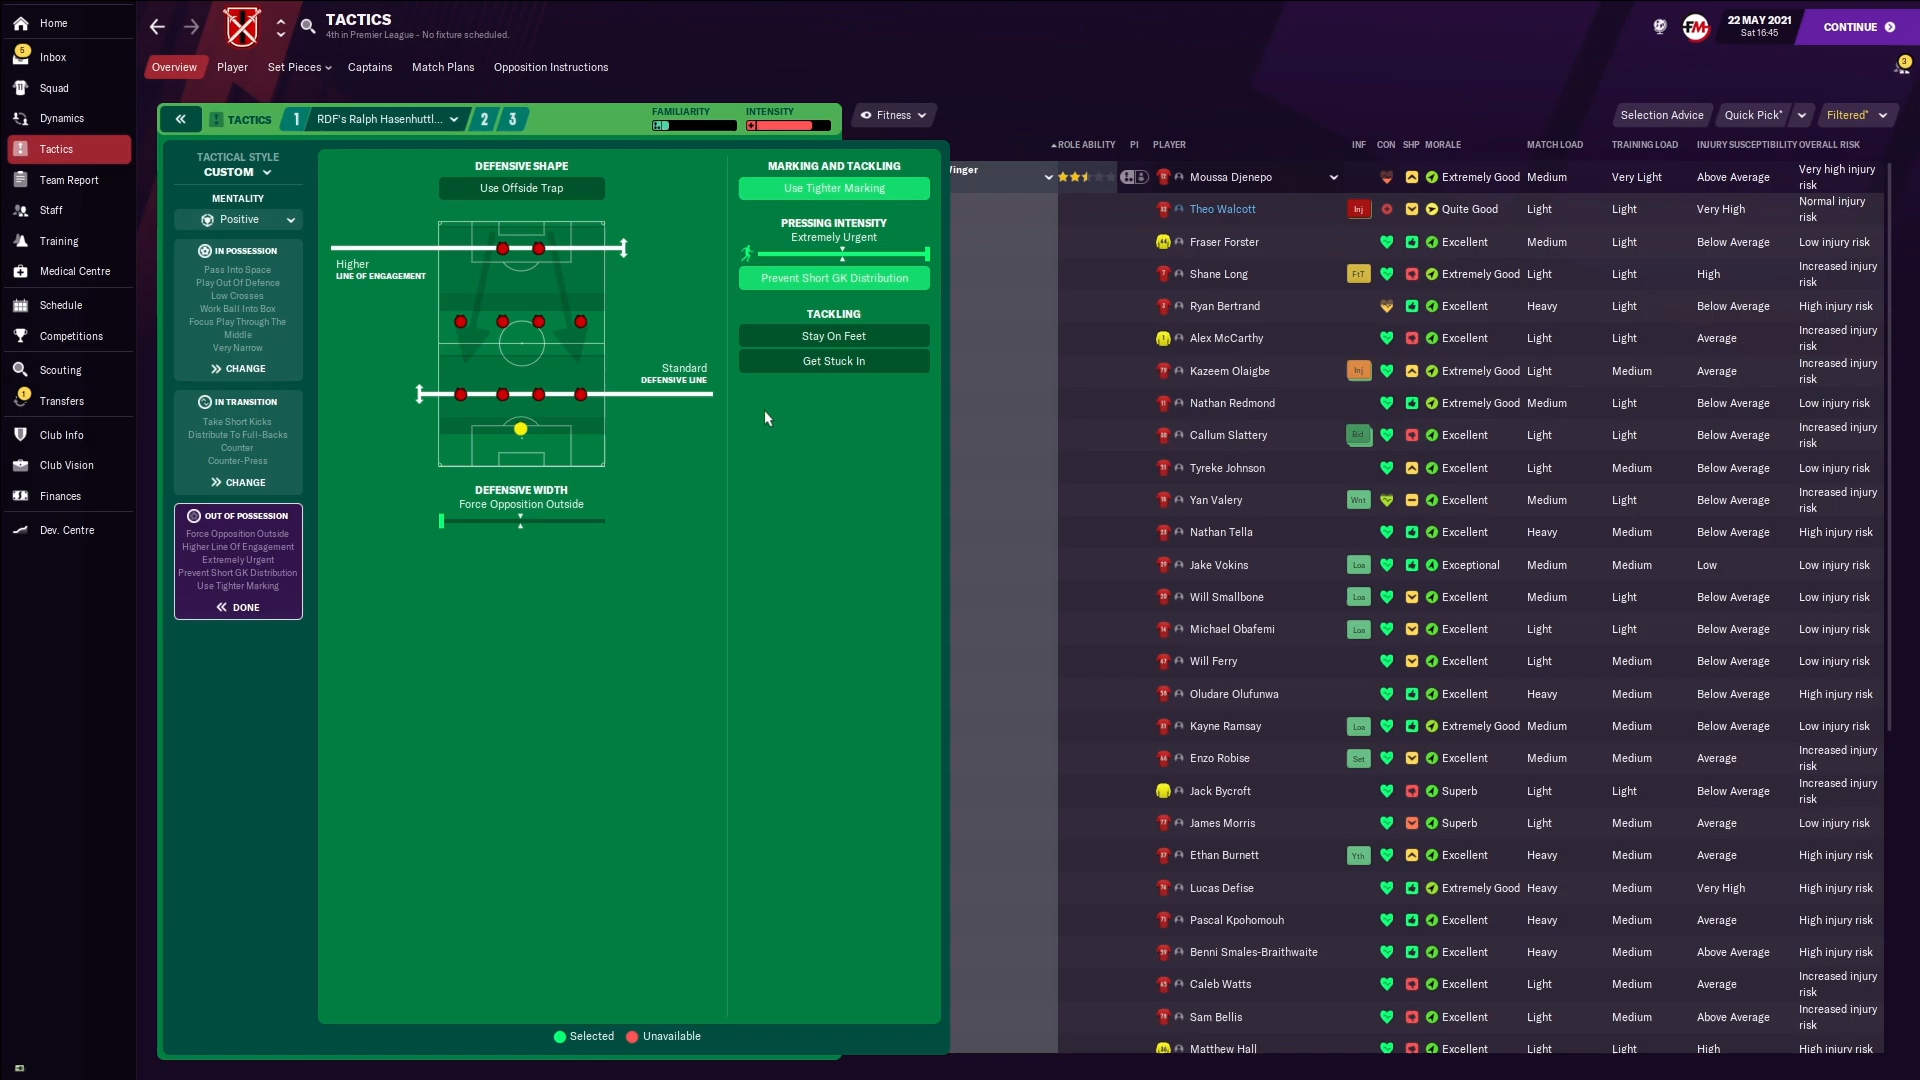 Home
5
Inbox
Squad
Dynamics
Tactics
Team Report
Staff
Training
Medical Centre
Schedule
Competitions
Scouting
1
Transfers
Club Info
Club Vision
Finances
Dev. Centre
TACTICS
4th in Premier League - No fixture scheduled.
FM
22 MAY 2021
Sat 16:45
CONTINUE
3
Overview Player Set Pieces Captains Match Plans Opposition Instructions
TACTICS 1 RDF's Ralph Hasenhuttl... 2 3
FAMILIARITY INTENSITY
Fitness
Selection Advice Quick Pick* Filtered*
TACTICAL STYLE
CUSTOM
MENTALITY
Positive
IN POSSESSION
Pass Into Space
Play Out Of Defence
Low Crosses
Work Ball Into Box
Focus Play Through The
Middle
Very Narrow
CHANGE
IN TRANSITION
Take Short Kicks
Distribute To Full-Backs
Counter
Counter-Press
CHANGE
OUT OF POSSESSION
Force Opposition Outside
Higher Line Of Engagement
Extremely Urgent
Prevent Short GK Distribution
Use Tighter Marking
DONE
DEFENSIVE SHAPE
Use Offside Trap
Higher
LINE OF ENGAGEMENT
Standard
DEFENSIVE LINE
DEFENSIVE WIDTH
Force Opposition Outside
MARKING AND TACKLING
Use Tighter Marking
PRESSING INTENSITY
Extremely Urgent
Prevent Short GK Distribution
TACKLING
Stay On Feet
Get Stuck In
Selected Unavailable
ROLE ABILITY PI PLAYER INF CON SHP MORALE MATCH LOAD TRAINING LOAD INJURY SUSCEPTIBILITY OVERALL RISK
Moussa Djenepo Extremely Good Medium Very Light Above Average Very high injury risk
Theo Walcott Inj Quite Good Light Light Very High Normal injury risk
Fraser Forster Excellent Medium Light Below Average Low injury risk
Shane Long FtT Extremely Good Light Light High Increased injury risk
Ryan Bertrand Excellent Heavy Light Below Average High injury risk
Alex McCarthy Excellent Light Light Average Increased injury risk
Kazeem Olaigbe Inj Extremely Good Light Medium Average Increased injury risk
Nathan Redmond Extremely Good Medium Light Below Average Low injury risk
Callum Slattery Bid Excellent Light Light Below Average Increased injury risk
Tyreke Johnson Excellent Light Medium Below Average Low injury risk
Yan Valery Wnt Excellent Medium Light Below Average Increased injury risk
Nathan Tella Excellent Heavy Medium Below Average High injury risk
Jake Vokins Loa Exceptional Medium Medium Low Low injury risk
Will Smallbone Loa Excellent Medium Light Below Average Low injury risk
Michael Obafemi Loa Excellent Light Light Below Average Low injury risk
Will Ferry Excellent Light Medium Below Average Low injury risk
Oludare Olufunwa Excellent Heavy Medium Below Average High injury risk
Kayne Ramsay Loa Extremely Good Medium Medium Below Average Low injury risk
Enzo Robise Set Excellent Medium Medium Average Increased injury risk
Jack Bycroft Superb Light Light Below Average Increased injury risk
James Morris Superb Light Medium Average Low injury risk
Ethan Burnett Yth Excellent Heavy Medium Average High injury risk
Lucas Defise Extremely Good Heavy Medium Very High High injury risk
Pascal Kpohomouh Excellent Heavy Medium Average High injury risk
Benni Smales-Braithwaite Excellent Heavy Medium Above Average High injury risk
Caleb Watts Excellent Light Medium Average Increased injury risk
Sam Bellis Excellent Light Medium Above Average Increased injury risk
Matthew Hall Excellent Light Light High High injury risk